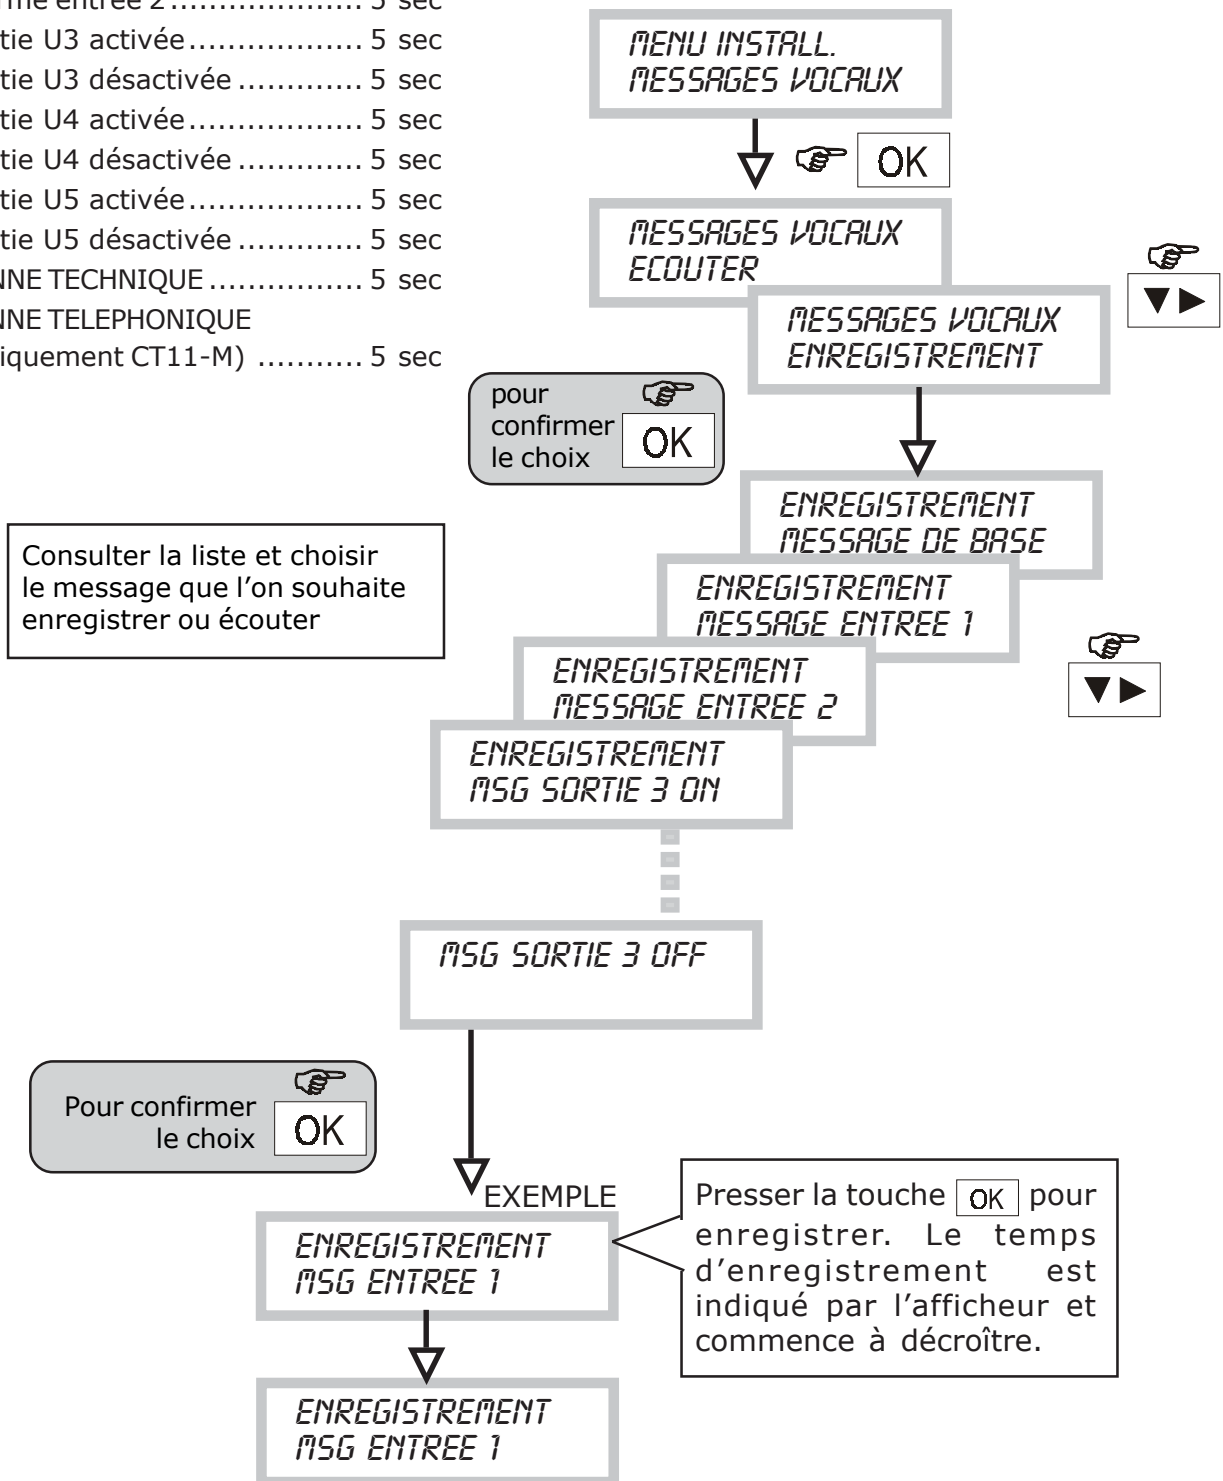 rme entrée 2.................... 5 sec
tie U3 activée.................. 5 sec
tie U3 désactivée ............. 5 sec
tie U4 activée.................. 5 sec
tie U4 désactivée ............. 5 sec
tie U5 activée.................. 5 sec
tie U5 désactivée ............. 5 sec
NNE TECHNIQUE................ 5 sec
NNE TELEPHONIQUE
iquement CT11-M) ........... 5 sec
MENU INSTALL.
MESSAGES VOCAUX
OK
MESSAGES VOCAUX
ECOUTER
MESSAGES VOCAUX
ENREGISTREMENT
pour
confirmer
le choix
OK
ENREGISTREMENT
MESSAGE DE BASE
Consulter la liste et choisir
le message que l'on souhaite
enregistrer ou écouter
ENREGISTREMENT
MESSAGE ENTREE 1
ENREGISTREMENT
MESSAGE ENTREE 2
ENREGISTREMENT
MSG SORTIE 3 ON
MSG SORTIE 3 OFF
Pour confirmer
le choix
OK
EXEMPLE
ENREGISTREMENT
MSG ENTREE 1
Presser la touche OK pour
enregistrer. Le temps
d'enregistrement est
indiqué par l'afficheur et
commence à décroître.
ENREGISTREMENT
MSG ENTREE 1